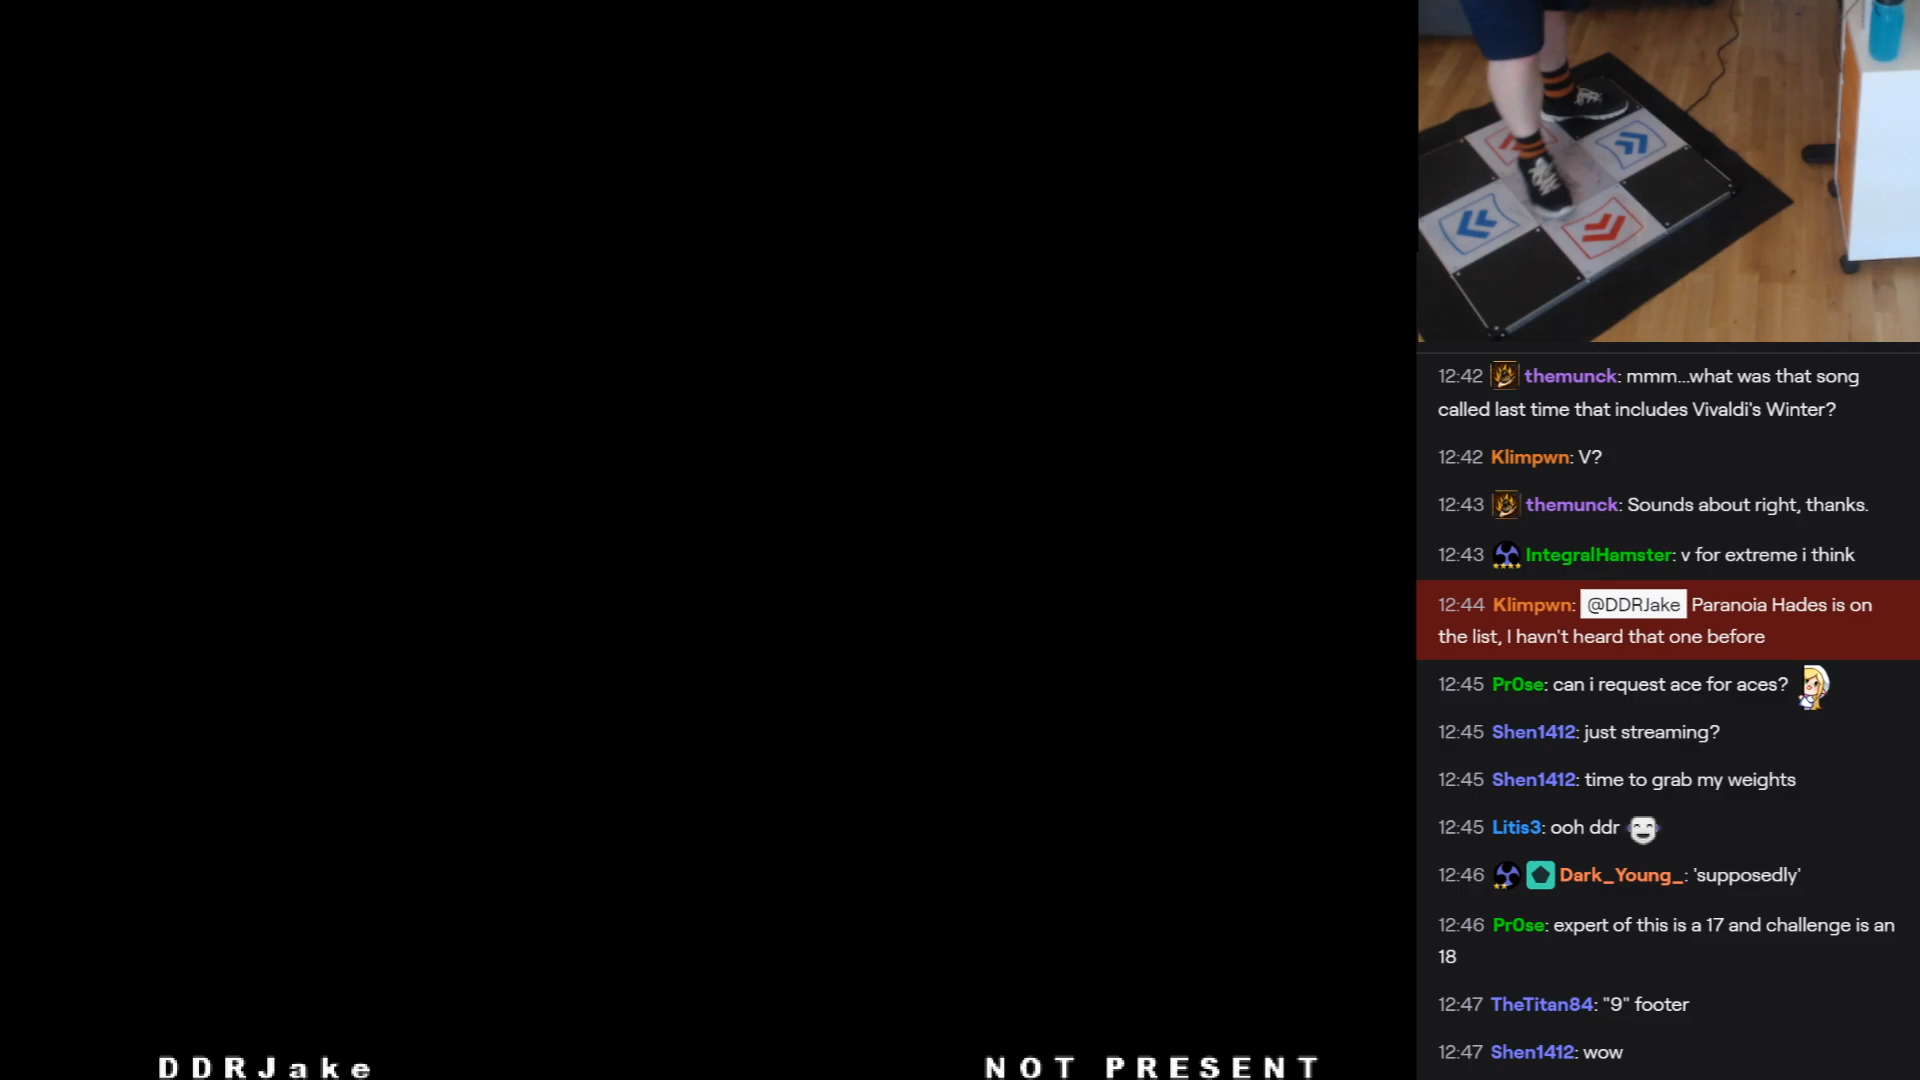 12:42 themunck: mmm...what was that song
called last time that includes Vivaldi's Winter?
12:42 Klimpwn: V?
12:43 themunck: Sounds about right, thanks.
12:43 IntegralHamster: v for extreme i think
12:44 Klimpwn: @DDRJake Paranoia Hades is on
the list, I havn't heard that one before
12:45 Pr0se: can i request ace for aces?
12:45 Shen1412: just streaming?
12:45 Shen1412: time to grab my weights
12:45 Litis3: ooh ddr
12:46 Dark_Young_: 'supposedly'
12:46 Pr0se: expert of this is a 17 and challenge is an
18
12:47 TheTitan84: "9" footer
12:47 Shen1412: wow
DDRJake
NOT PRESENT